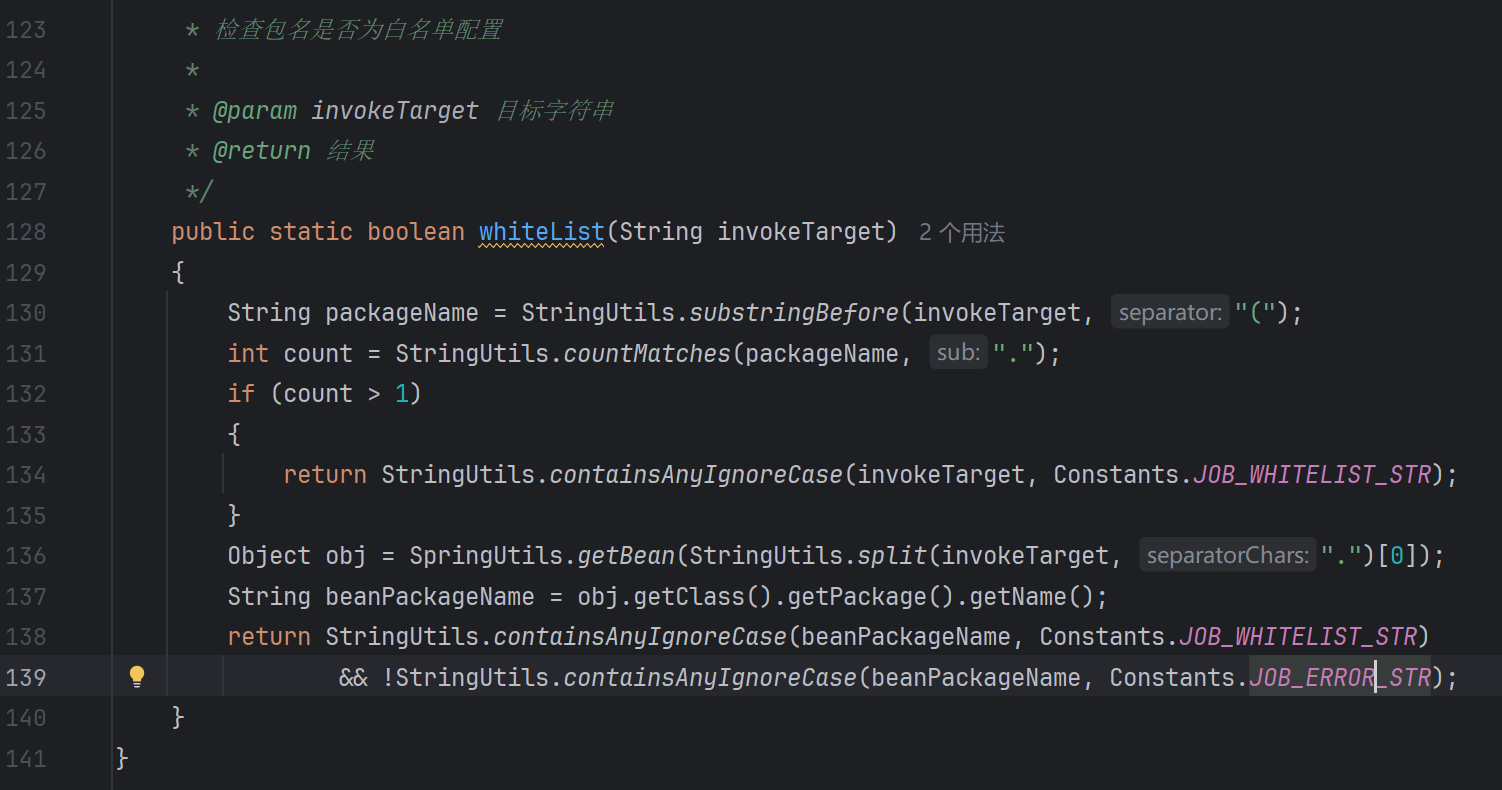 123 * 检查包名是否为白名单配置
124 *
125 * @param invokeTarget 目标字符串
126 * @return 结果
127 */
128 public static boolean whiteList(String invokeTarget) 2 个用法
129 {
130 String packageName = StringUtils.substringBefore(invokeTarget, separator: "(");
131 int count = StringUtils.countMatches(packageName, sub: ".");
132 if (count > 1)
133 {
134 return StringUtils.containsAnyIgnoreCase(invokeTarget, Constants.JOB_WHITELIST_STR);
135 }
136 Object obj = SpringUtils.getBean(StringUtils.split(invokeTarget, separatorChars: ".")[0]);
137 String beanPackageName = obj.getClass().getPackage().getName();
138 return StringUtils.containsAnyIgnoreCase(beanPackageName, Constants.JOB_WHITELIST_STR)
139 && !StringUtils.containsAnyIgnoreCase(beanPackageName, Constants.JOB_ERROR_STR);
140 }
141 }